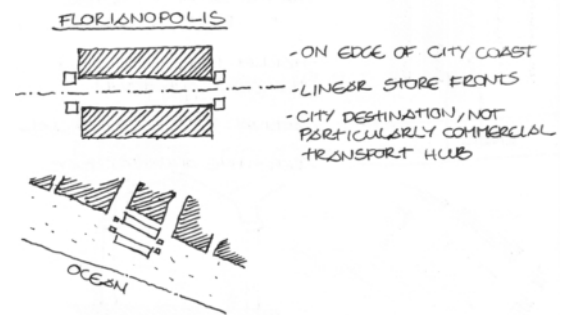 FLORIANOPOLIS
- ON EDGE OF CITY COAST
- LINEAR STORE FRONTS
- CITY DESTINATION, NOT
PARTICULARLY COMMERCIAL
TRANSPORT HUB
OCEAN